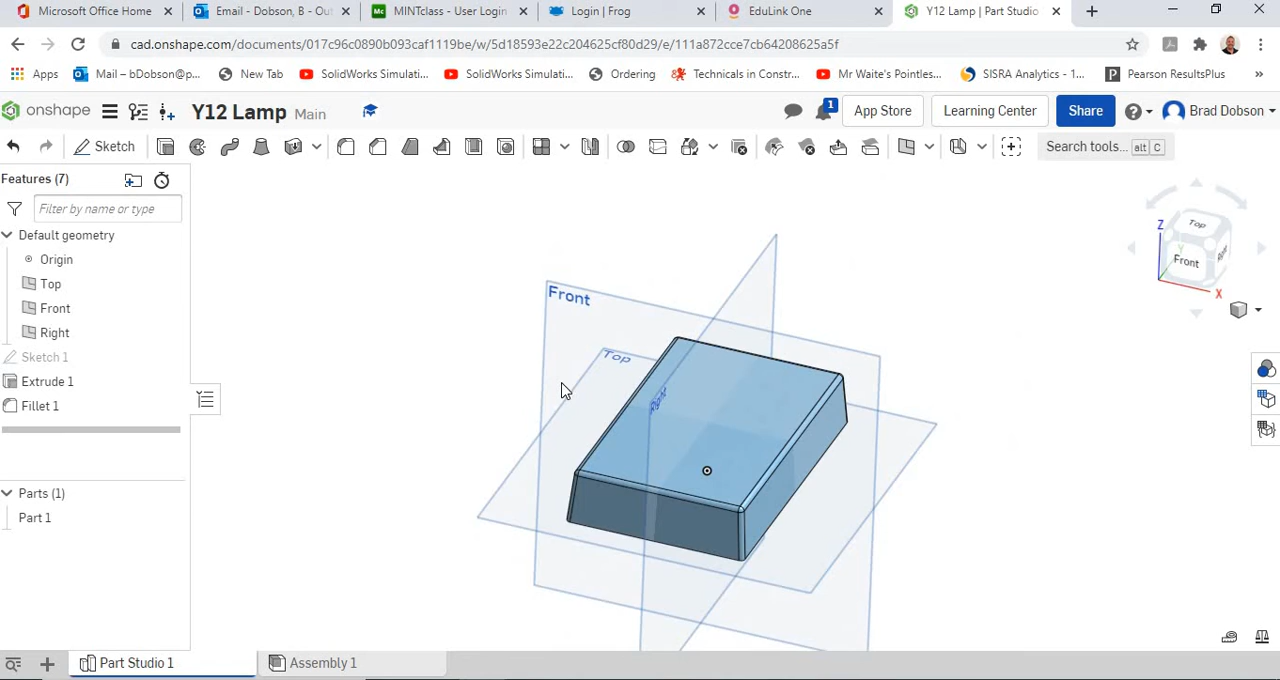 Microsoft Office Home
Email - Dobson, B - Out
MINTclass - User Login
Login | Frog
EduLink One
Y12 Lamp | Part Studio
cad.onshape.com/documents/017c96c0890b093caf1119be/w/5d18593e22c204625cf80d29/e/111a872cce7cb64208625a5f
Apps
Mail – bDobson@p...
New Tab
SolidWorks Simulati...
SolidWorks Simulati...
Ordering
Technicals in Constr...
Mr Waite's Pointles...
SISRA Analytics - 1...
Pearson ResultsPlus
»
onshape
Y12 Lamp Main
1
App Store
Learning Center
Share
Brad Dobson
Sketch
Search tools... alt C
Features (7)
Filter by name or type
Default geometry
Origin
Top
Front
Right
Sketch 1
Extrude 1
Fillet 1
Parts (1)
Part 1
Front
Top
Right
Top
Front
Right
Z
Y
X
Part Studio 1
Assembly 1